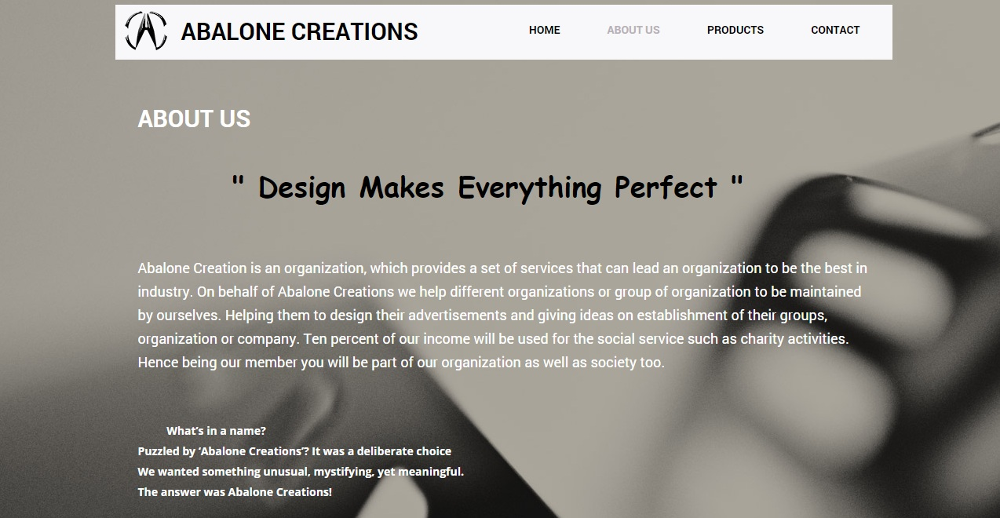 ABALONE CREATIONS HOME ABOUT US PRODUCTS CONTACT
ABOUT US
" Design Makes Everything Perfect "
Abalone Creation is an organization, which provides a set of services that can lead an organization to be the best in
industry. On behalf of Abalone Creations we help different organizations or group of organization to be maintained
by ourselves. Helping them to design their advertisements and giving ideas on establishment of their groups,
organization or company. Ten percent of our income will be used for the social service such as charity activities.
Hence being our member you will be part of our organization as well as society too.
What’s in a name?
Puzzled by ‘Abalone Creations’? It was a deliberate choice
We wanted something unusual, mystifying, yet meaningful.
The answer was Abalone Creations!